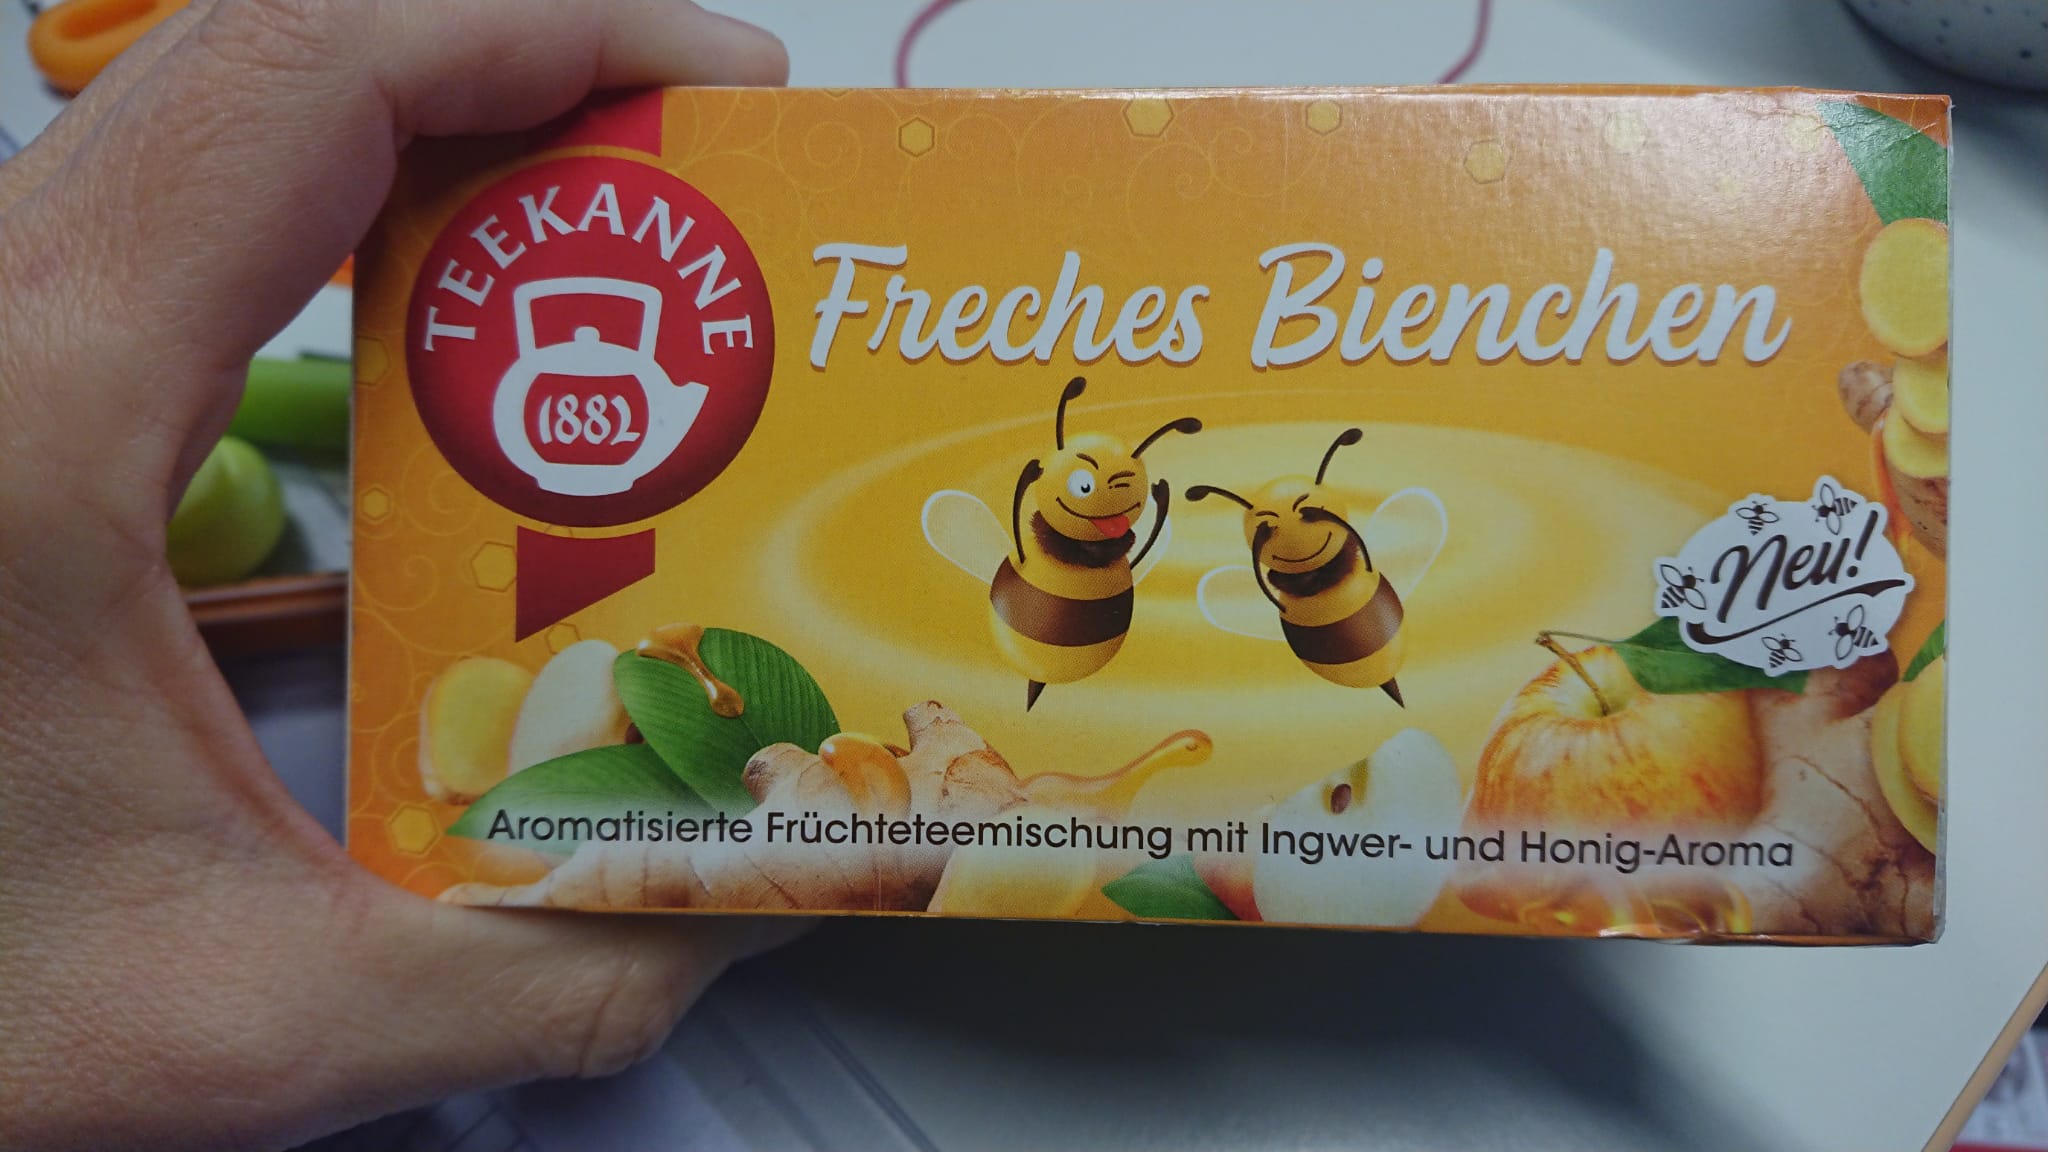 TEEKANNE
1882
Freches Bienchen
Neu!
Aromatisierte Früchteteemischung mit Ingwer- und Honig-Aroma